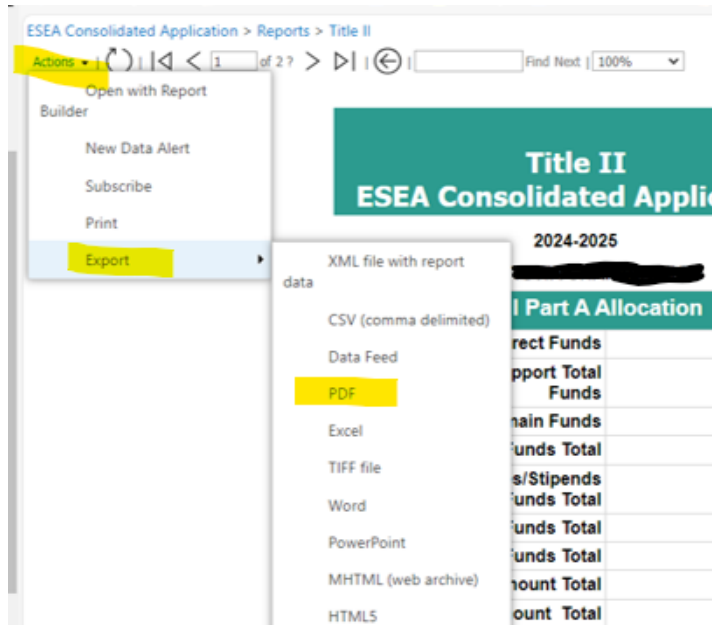 ESEA Consolidated Application > Reports > Title II
Actions
1 of 2 ?
Find Next | 100%
Open with Report
Builder
New Data Alert
Subscribe
Print
Export
XML file with report
data
CSV (comma delimited)
Data Feed
PDF
Excel
TIFF file
Word
PowerPoint
MHTML (web archive)
HTML5
Title II
ESEA Consolidated Applic
2024-2025
l Part A Allocation
rect Funds
pport Total
Funds
main Funds
Funds Total
s/Stipends
Funds Total
Funds Total
Funds Total
mount Total
ount Total